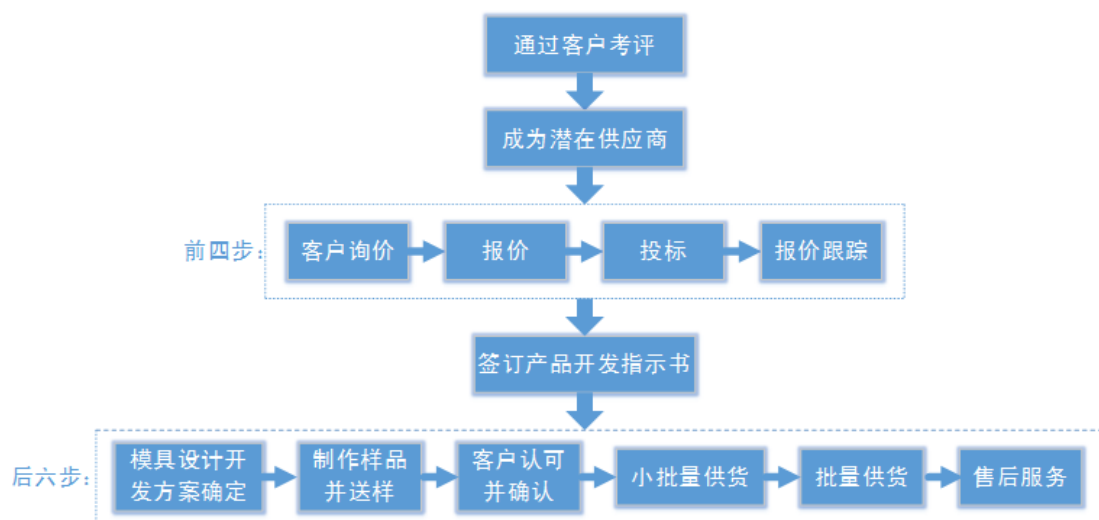 通过客户考评
成为潜在供应商
前四步：
客户询价
报价
投标
报价跟踪
签订产品开发指示书
后六步：
模具设计开
发方案确定
制作样品
并送样
客户认可
并确认
小批量供货
批量供货
售后服务